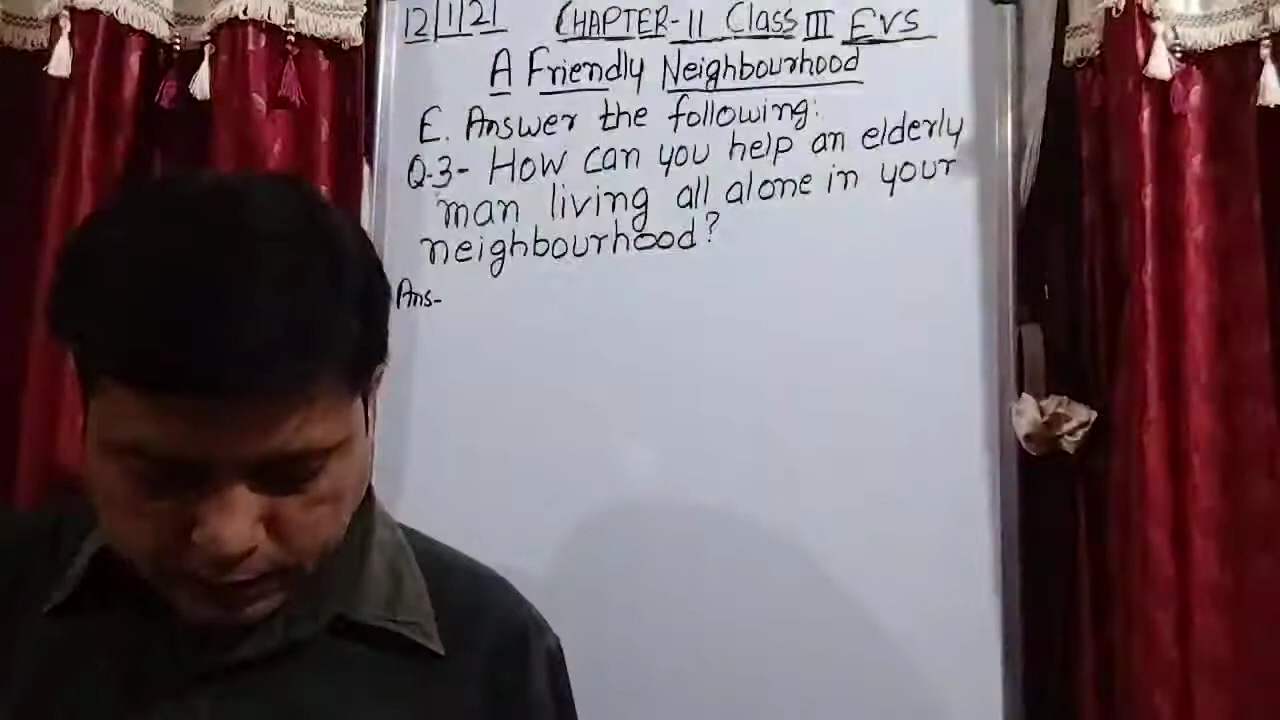 12/1/21 CHAPTER-11 Class III EVS
A Friendly Neighbourhood
E. Answer the following:
Q.3- How can you help an elderly
man living all alone in your
neighbourhood?
Ans-